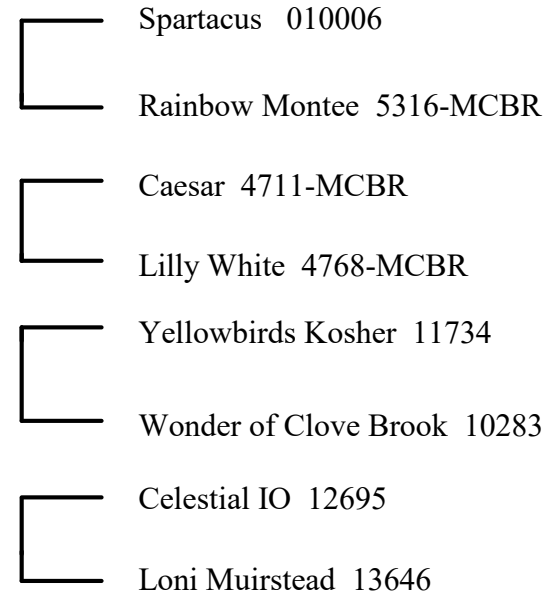 Spartacus 010006
Rainbow Montee 5316-MCBR
Caesar 4711-MCBR
Lilly White 4768-MCBR
Yellowbirds Kosher 11734
Wonder of Clove Brook 10283
Celestial IO 12695
Loni Muirstead 13646